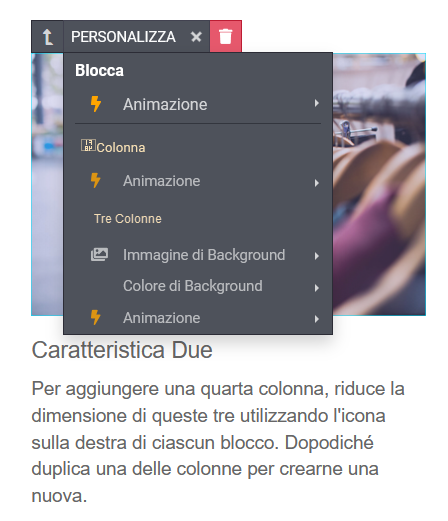 PERSONALIZZA
Blocca
Animazione
Colonna
Animazione
Tre Colonne
Immagine di Background
Colore di Background
Animazione
Caratteristica Due
Per aggiungere una quarta colonna, riduce la
dimensione di queste tre utilizzando l'icona
sulla destra di ciascun blocco. Dopodiché
duplica una delle colonne per crearne una
nuova.